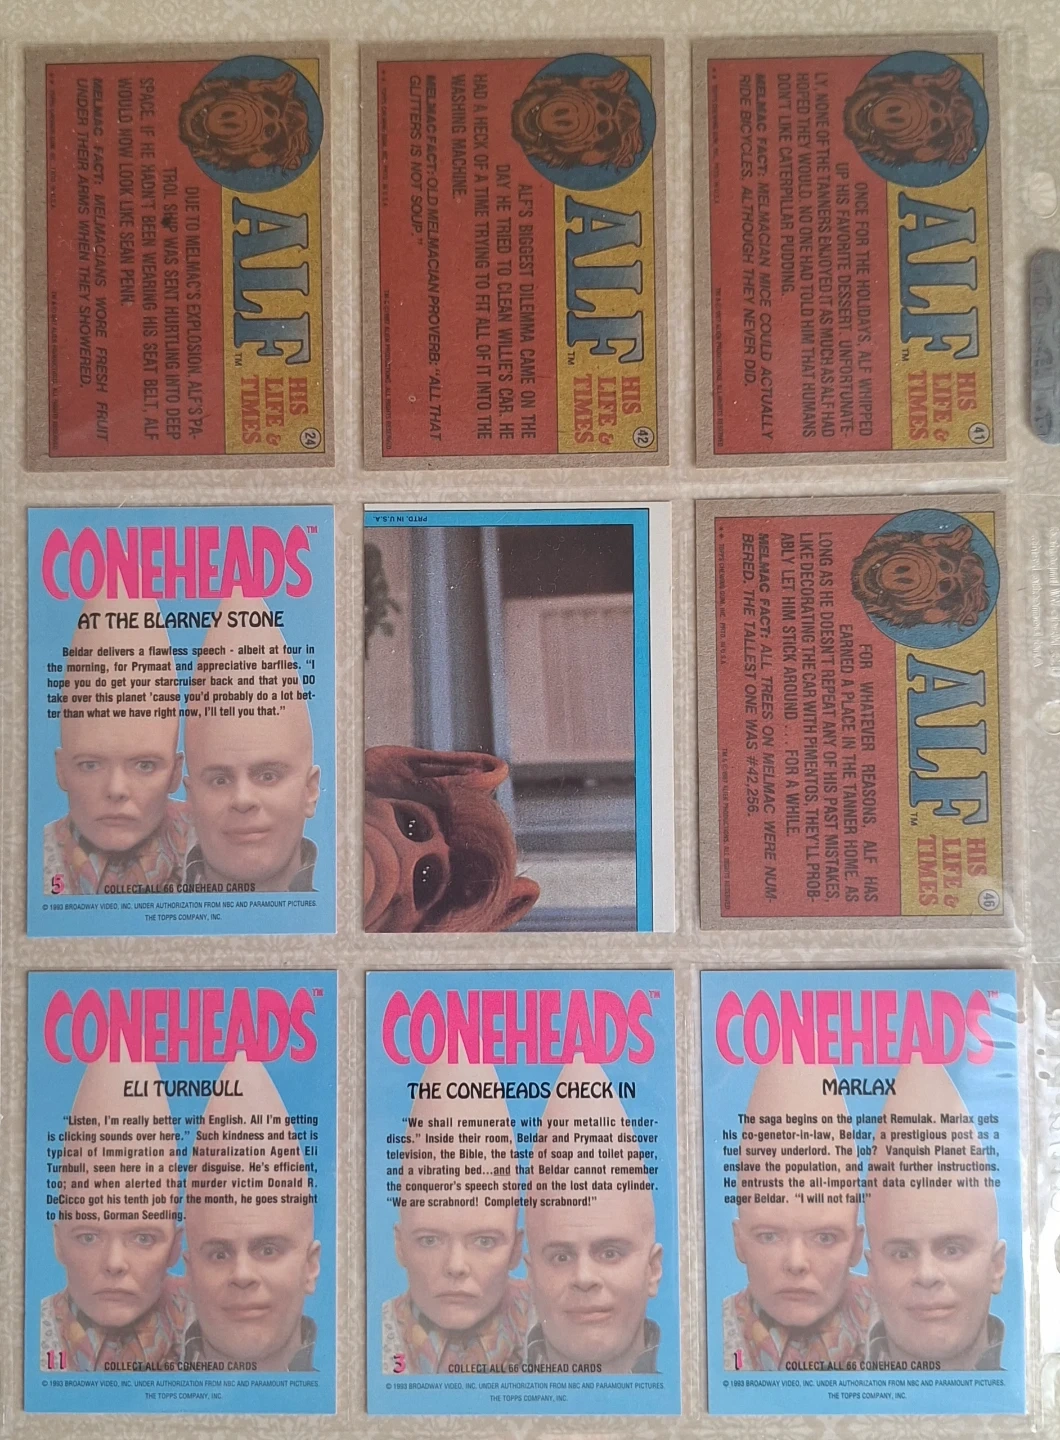 ALF™
HIS
LIFE &
TIMES
24
DUE TO MELMAC'S EXPLOSION, ALF'S PA-
TROL SHIP WAS SENT HURTLING INTO DEEP
SPACE. IF HE HADN'T BEEN WEARING HIS SEAT BELT, ALF
WOULD NOW LOOK LIKE SEAN PENN.
MELMAC FACT: MELMACIANS WORE FRESH FRUIT
UNDER THEIR ARMS WHEN THEY SHOWERED.
ALF™
HIS
LIFE &
TIMES
42
ALF'S BIGGEST DILEMMA CAME ON THE
DAY HE TRIED TO CLEAN WILLIE'S CAR. HE
HAD A HECK OF A TIME TRYING TO FIT ALL OF IT INTO THE
WASHING MACHINE.
MELMAC FACT: OLD MELMACIAN PROVERB: "ALL THAT
GLITTERS IS NOT SOUP."
ALF™
HIS
LIFE &
TIMES
41
ONCE FOR THE HOLIDAYS, ALF WHIPPED
UP HIS FAVORITE DESSERT. UNFORTUNATE-
LY, NONE OF THE TANNERS ENJOYED IT AS MUCH AS ALF HAD
HOPED THEY WOULD. NO ONE HAD TOLD HIM THAT HUMANS
DON'T LIKE CATERPILLAR PUDDING.
MELMAC FACT: MELMACIAN MICE COULD ACTUALLY
RIDE BICYCLES, ALTHOUGH THEY NEVER DID.
CONEHEADS™
AT THE BLARNEY STONE
Beldar delivers a flawless speech - albeit at four in
the morning, for Prymaat and appreciative barflies. "I
hope you do get your starcruiser back and that you DO
take over this planet 'cause you'd probably do a lot bet-
ter than what we have right now, I'll tell you that."
5
COLLECT ALL 66 CONEHEAD CARDS
© 1993 BROADWAY VIDEO, INC. UNDER AUTHORIZATION FROM NBC AND PARAMOUNT PICTURES.
THE TOPPS COMPANY, INC.
PRTD. IN U.S.A.
ALF™
HIS
LIFE &
TIMES
46
FOR WHATEVER REASONS, ALF HAS
EARNED A PLACE IN THE TANNER HOME. AS
LONG AS HE DOESN'T REPEAT ANY OF HIS PAST MISTAKES,
LIKE DECORATING THE CAR WITH PIMENTOS, THEY'LL PROB-
ABLY LET HIM STICK AROUND . . . FOR A WHILE.
MELMAC FACT: ALL TREES ON MELMAC WERE NUM-
BERED. THE TALLEST ONE WAS #42,256.
CONEHEADS™
ELI TURNBULL
"Listen, I'm really better with English. All I'm getting
is clicking sounds over here." Such kindness and tact is
typical of Immigration and Naturalization Agent Eli
Turnbull, seen here in a clever disguise. He's efficient,
too; and when alerted that murder victim Donald R.
DeCicco got his tenth job for the month, he goes straight
to his boss, Gorman Seedling.
11
COLLECT ALL 66 CONEHEAD CARDS
© 1993 BROADWAY VIDEO, INC. UNDER AUTHORIZATION FROM NBC AND PARAMOUNT PICTURES.
THE TOPPS COMPANY, INC.
CONEHEADS™
THE CONEHEADS CHECK IN
"We shall remunerate with your metallic tender-
discs." Inside their room, Beldar and Prymaat discover
television, the Bible, the taste of soap and toilet paper,
and a vibrating bed...and that Beldar cannot remember
the conqueror's speech stored on the lost data cylinder.
"We are scrabnord! Completely scrabnord!"
3
COLLECT ALL 66 CONEHEAD CARDS
© 1993 BROADWAY VIDEO, INC. UNDER AUTHORIZATION FROM NBC AND PARAMOUNT PICTURES.
THE TOPPS COMPANY, INC.
CONEHEADS™
MARLAX
The saga begins on the planet Remulak. Marlax gets
his co-genetor-in-law, Beldar, a prestigious post as a
fuel survey underlord. The job? Vanquish Planet Earth,
enslave the population, and await further instructions.
He entrusts the all-important data cylinder with the
eager Beldar. "I will not fail!"
1
COLLECT ALL 66 CONEHEAD CARDS
© 1993 BROADWAY VIDEO, INC. UNDER AUTHORIZATION FROM NBC AND PARAMOUNT PICTURES.
THE TOPPS COMPANY, INC.